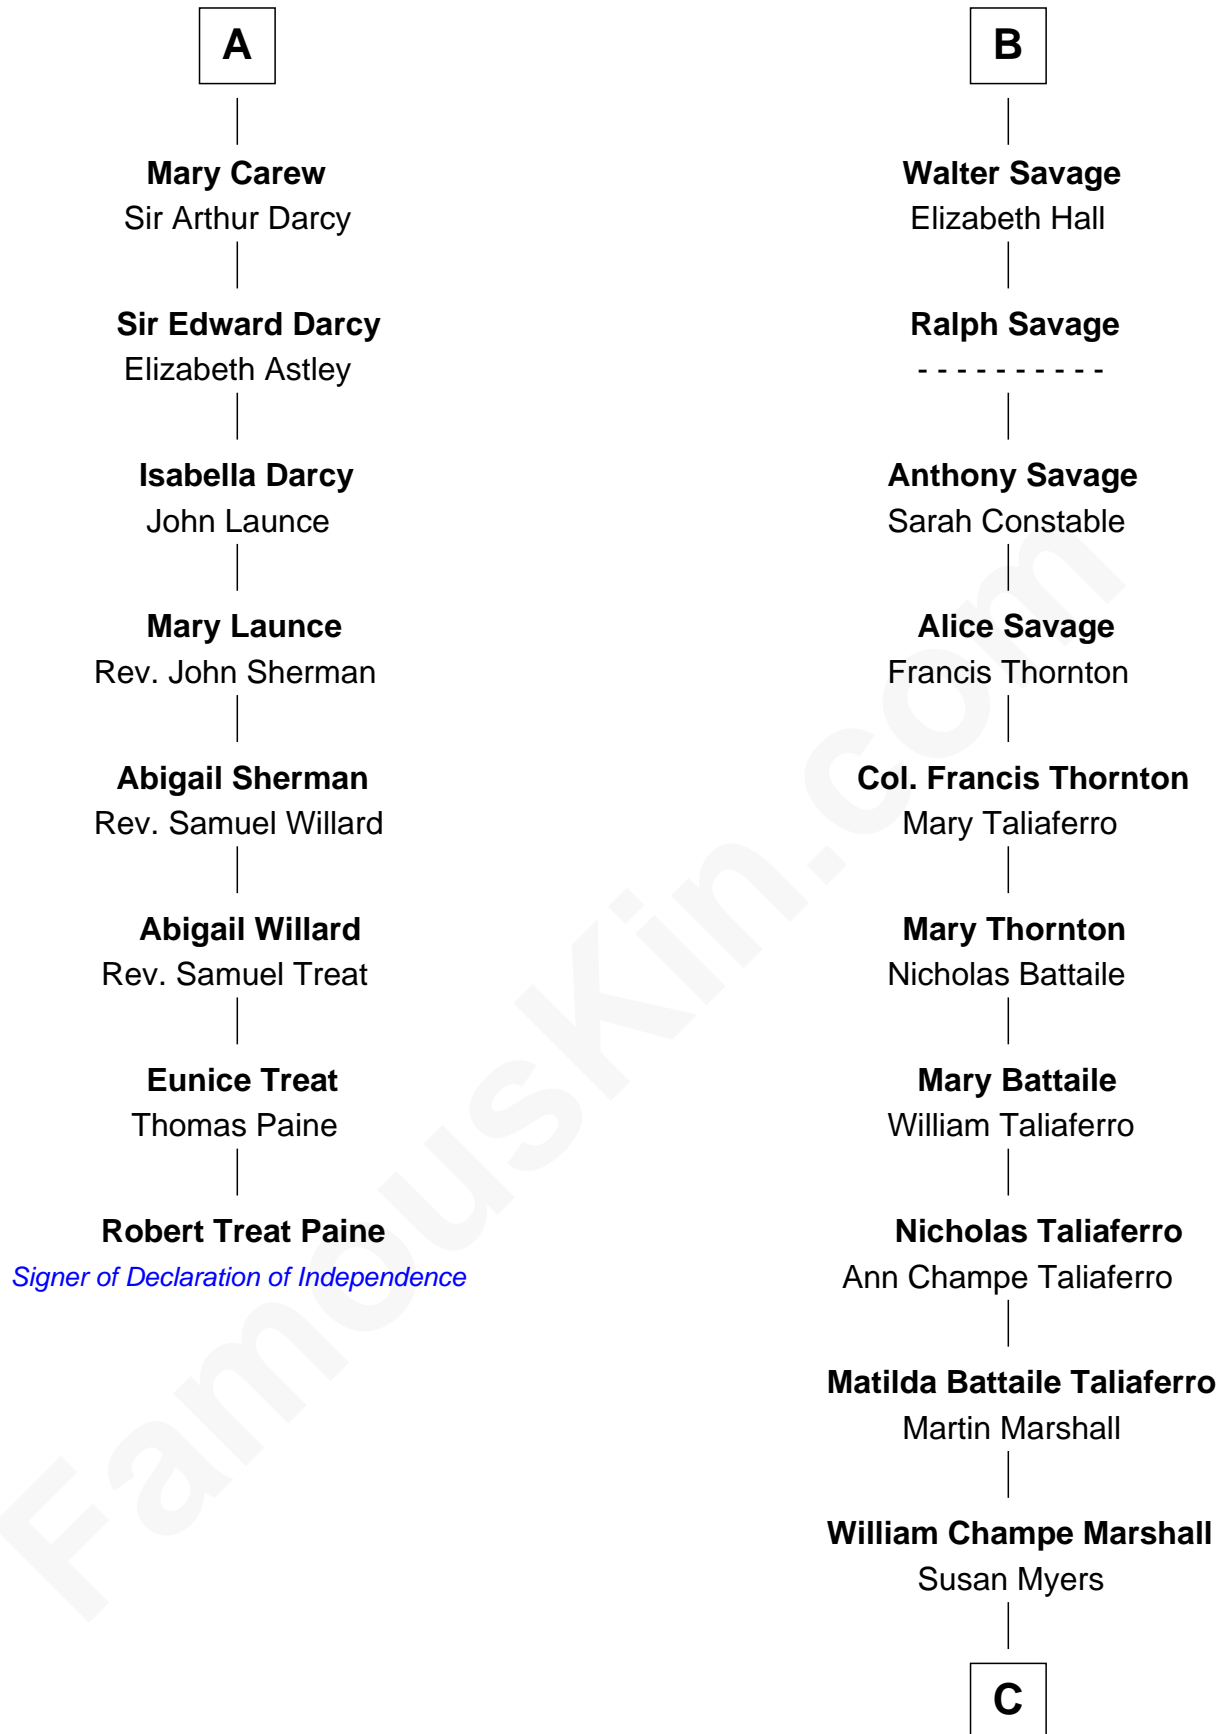 A
Mary Carew
Sir Arthur Darcy
Sir Edward Darcy
Elizabeth Astley
Isabella Darcy
John Launce
Mary Launce
Rev. John Sherman
Abigail Sherman
Rev. Samuel Willard
Abigail Willard
Rev. Samuel Treat
Eunice Treat
Thomas Paine
Robert Treat Paine
Signer of Declaration of Independence
B
Walter Savage
Elizabeth Hall
Ralph Savage
- - - - - - - - - -
Anthony Savage
Sarah Constable
Alice Savage
Francis Thornton
Col. Francis Thornton
Mary Taliaferro
Mary Thornton
Nicholas Battaile
Mary Battaile
William Taliaferro
Nicholas Taliaferro
Ann Champe Taliaferro
Matilda Battaile Taliaferro
Martin Marshall
William Champe Marshall
Susan Myers
C
FamousKin.com